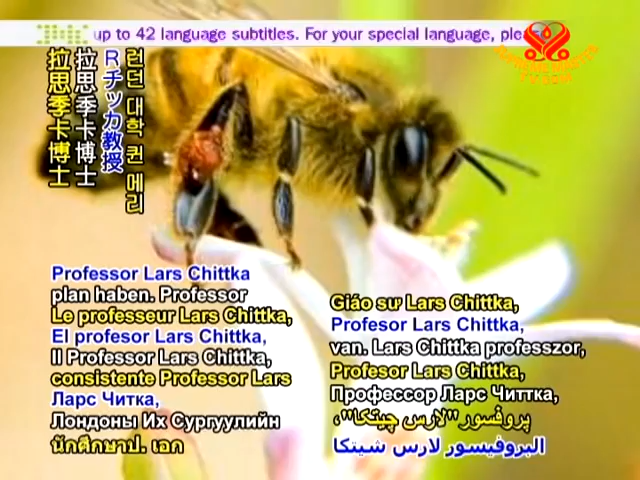 up to 42 language subtitles. For your special language, please
拉思季卡博士
拉思季卡博士
Rチッカ教授
런던 대학 퀸 메리
Professor Lars Chittka
plan haben. Professor
Le professeur Lars Chittka,
El profesor Lars Chittka,
Il Professor Lars Chittka,
consistente Professor Lars
Ларс Читка,
Лондоны Их Сургуулийн
นักศึกษาป. เอก
Giáo sư Lars Chittka,
Profesor Lars Chittka,
van. Lars Chittka professzor,
Profesor Lars Chittka,
Профессор Ларс Читтка,
پروفسور "لارس چیتکا"،
البروفيسور لارس شيتكا